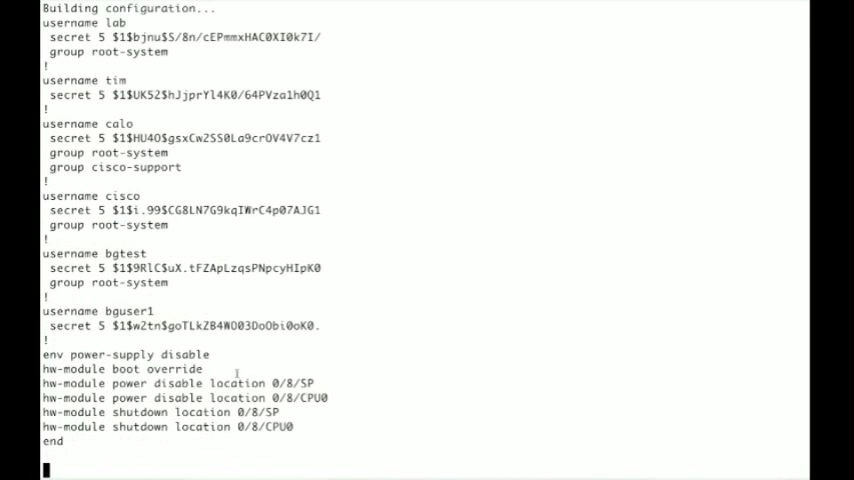 Building configuration...
username lab
secret 5 $1$bjnu$S/8n/cEPmmxHAC0XI0k7I/
group root-system
!
username tim
secret 5 $1$UK52$hJjprYl4K0/64PVza1h0Q1
!
username calo
secret 5 $1$HU4O$gsxCw2SS0La9crOV4V7cz1
group root-system
group cisco-support
!
username cisco
secret 5 $1$i.99$CG8LN7G9kqIWrC4p07AJG1
group root-system
!
username bgtest
secret 5 $1$9RlC$uX.tFZApLzqsPNpcyHIpK0
group root-system
!
username bguser1
secret 5 $1$w2tn$goTLkZB4WO03DoObi0oK0.
!
env power-supply disable
hw-module boot override
hw-module power disable location 0/8/SP
hw-module power disable location 0/8/CPU0
hw-module shutdown location 0/8/SP
hw-module shutdown location 0/8/CPU0
end